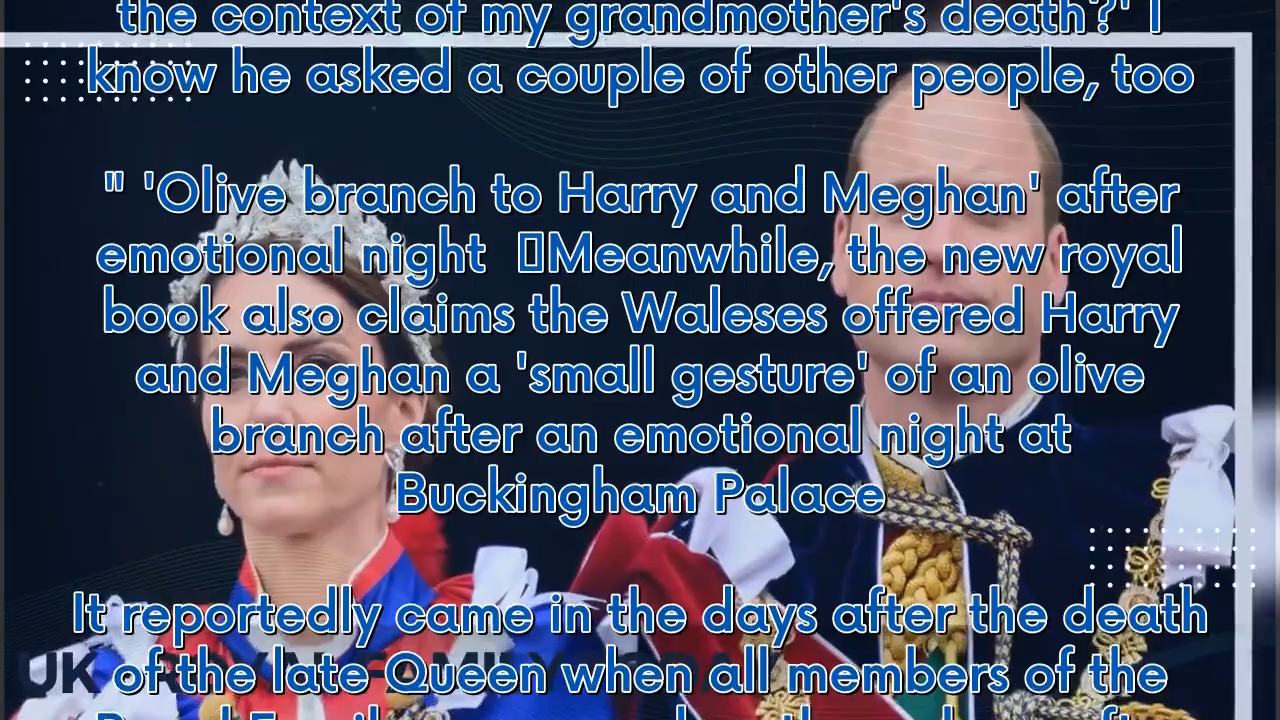 the context of my grandmother's death?' I
know he asked a couple of other people, too
" 'Olive branch to Harry and Meghan' after
emotional night Meanwhile, the new royal
book also claims the Waleses offered Harry
and Meghan a 'small gesture' of an olive
branch after an emotional night at
Buckingham Palace
It reportedly came in the days after the death
of the late Queen when all members of the
UK